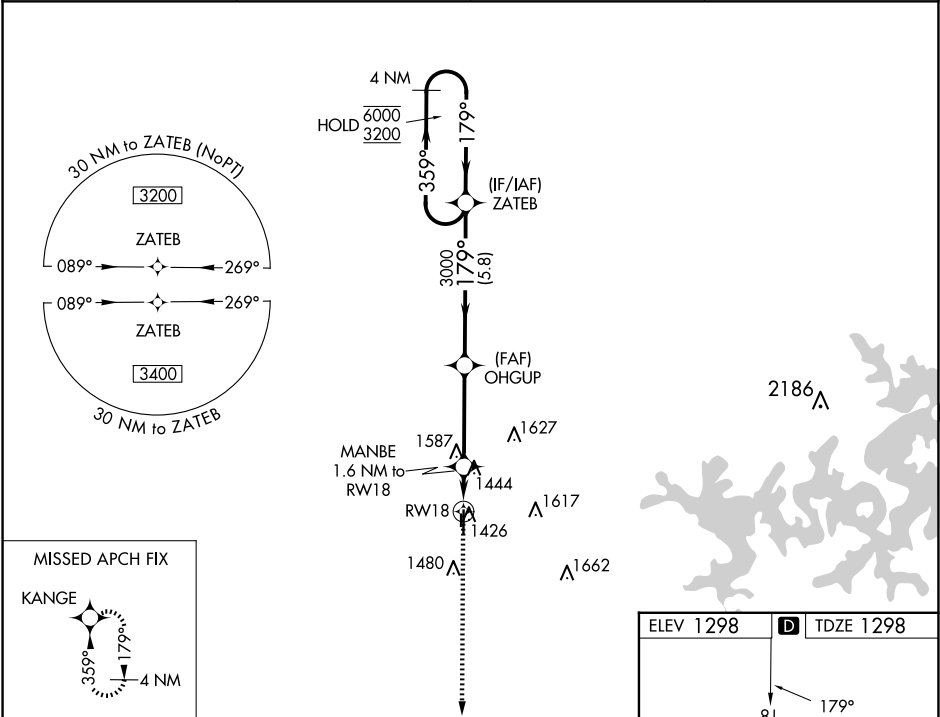 4 NM
HOLD 6000
3200
179°
359°
(IF/IAF)
ZATEB
30 NM to ZATEB (NoPT)
3200
ZATEB
089°
269°
089°
269°
ZATEB
3400
30 NM to ZATEB
3000
179°
(5.8)
(FAF)
OHGUP
2186
1627
1587
MANBE
1.6 NM to
RW18
1444
RW18
1617
1426
1480
1662
MISSED APCH FIX
KANGE
359°
179°
4 NM
ELEV 1298
D
TDZE 1298
179°